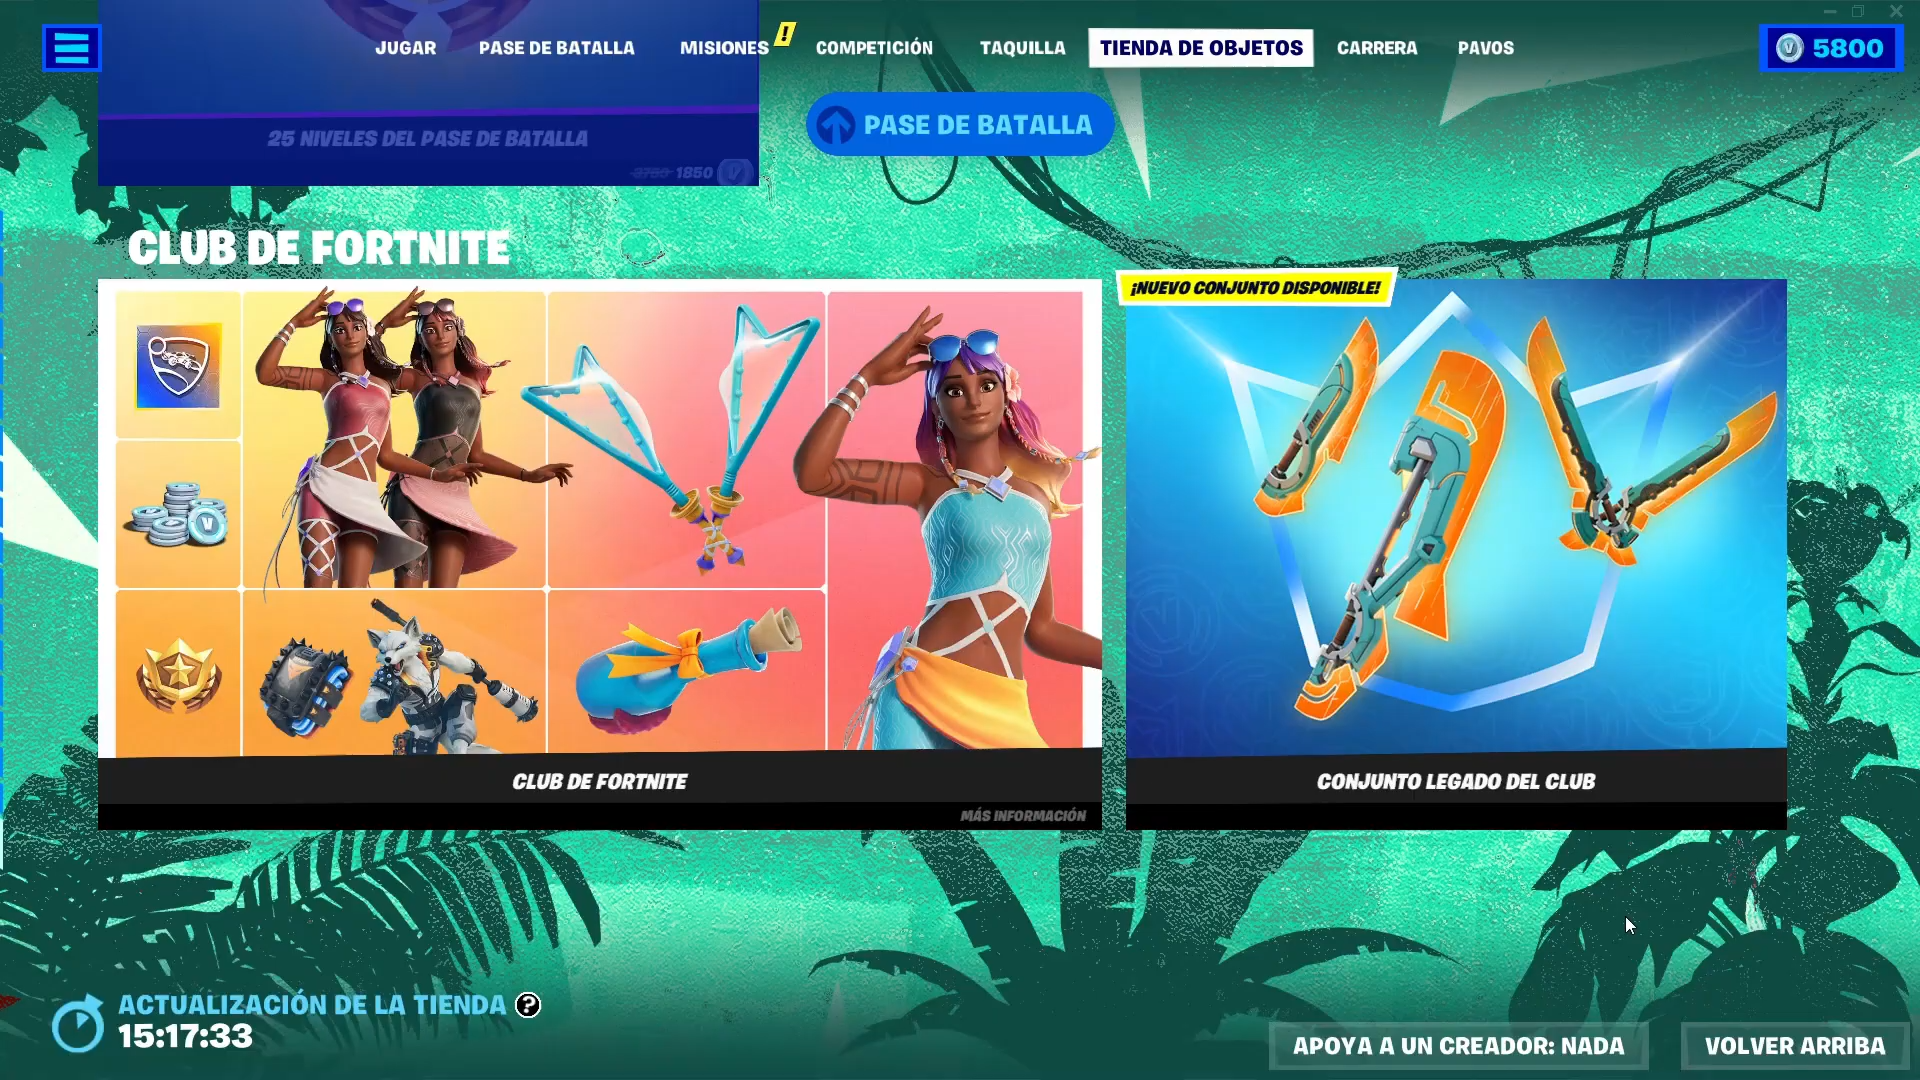 JUGAR
PASE DE BATALLA
MISIONES
!
COMPETICIÓN
TAQUILLA
TIENDA DE OBJETOS
CARRERA
PAVOS
5800
PASE DE BATALLA
25 NIVELES DEL PASE DE BATALLA
3750 1850
CLUB DE FORTNITE
¡NUEVO CONJUNTO DISPONIBLE!
CLUB DE FORTNITE
MÁS INFORMACIÓN
CONJUNTO LEGADO DEL CLUB
ACTUALIZACIÓN DE LA TIENDA ?
15:17:33
APOYA A UN CREADOR: NADA
VOLVER ARRIBA